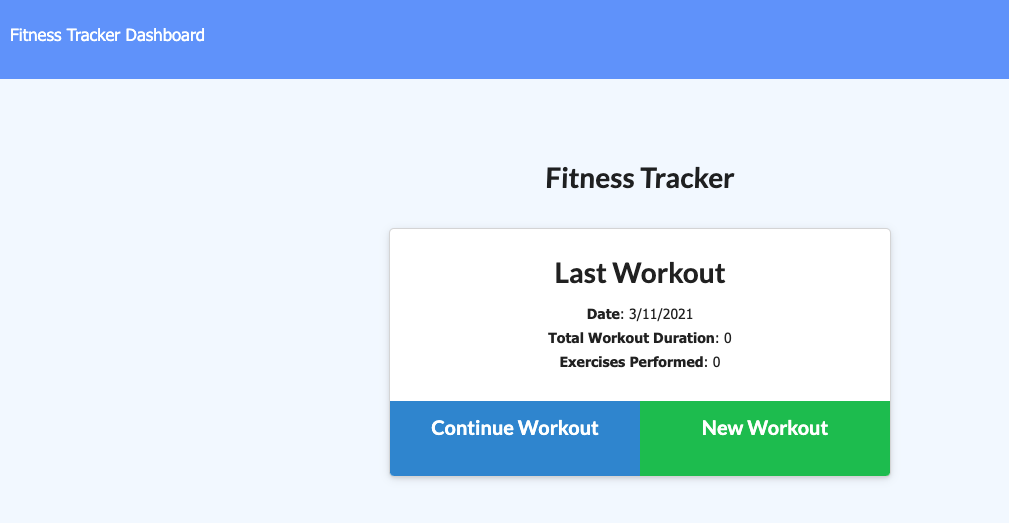 Fitness Tracker Dashboard
Fitness Tracker
Last Workout
Date: 3/11/2021
Total Workout Duration: 0
Exercises Performed: 0
Continue Workout
New Workout